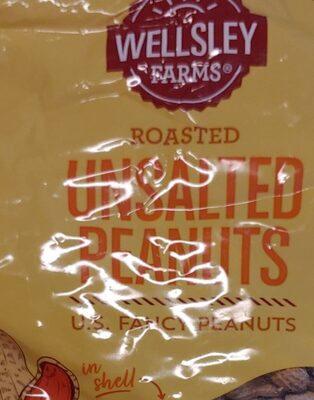 WELLSLEY
FARMS®
ROASTED
UNSALTED
PEANUTS
U.S. FANCY PEANUTS
in
shell